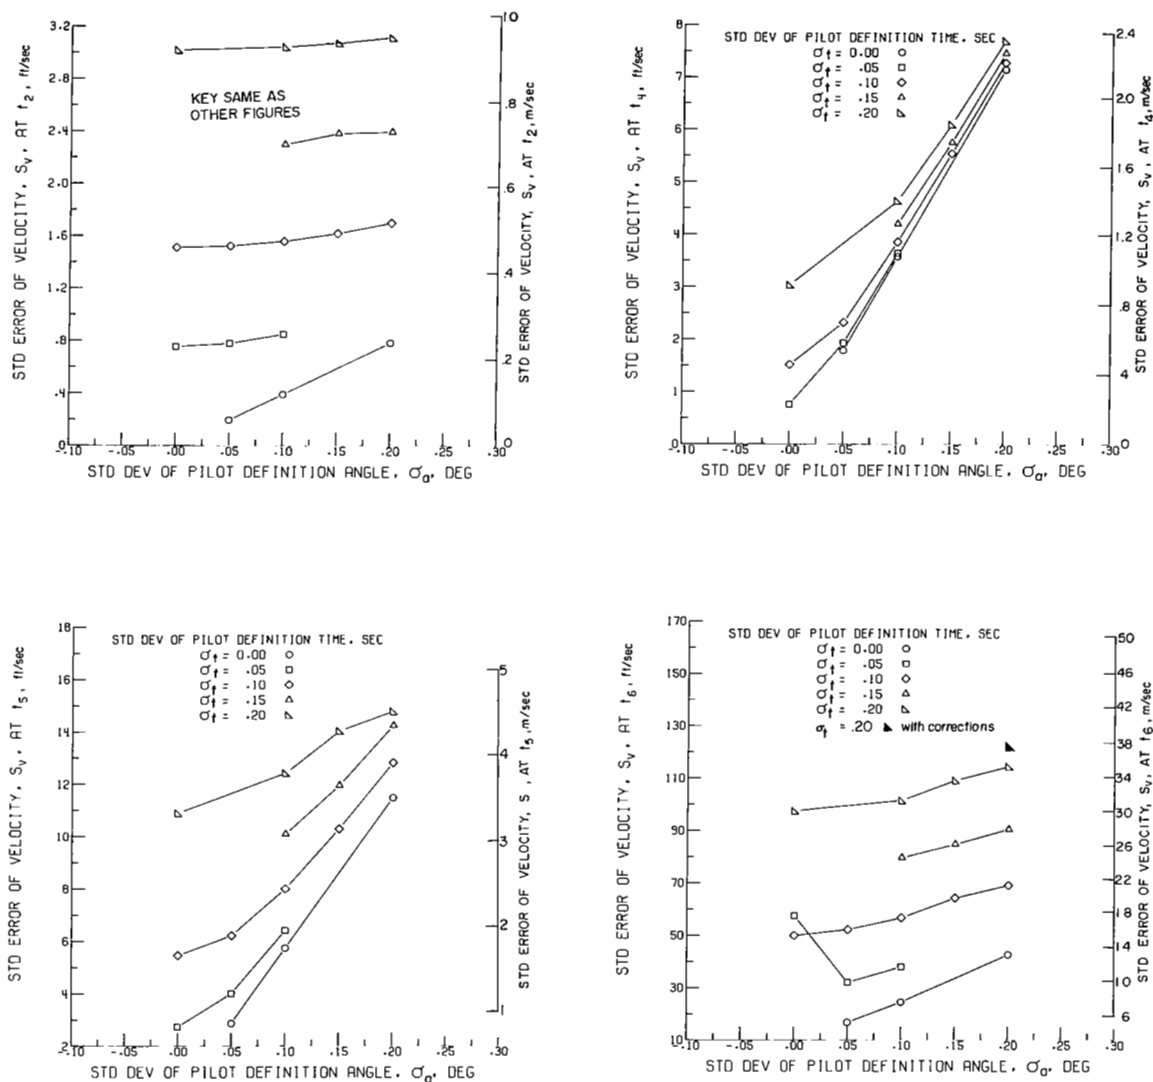 3.2
2.8
2.4
2.0
1.6
1.2
.8
.4
0
STD ERROR OF VELOCITY, Sv, AT t2, ft/sec
KEY SAME AS
OTHER FIGURES
10
.8
.6
.4
.2
0
STD ERROR OF VELOCITY, Sv, AT t2, m/sec
-.10 -.05 .00 .05 .10 .15 .20 .25 .30
STD DEV OF PILOT DEFINITION ANGLE, σa, DEG
8
7
6
5
4
3
2
1
0
STD ERROR OF VELOCITY, Sv, AT t4, ft/sec
STD DEV OF PILOT DEFINITION TIME, SEC
σt = 0.00
σt = .05
σt = .10
σt = .15
σt = .20
2.4
2.0
1.6
1.2
.8
4
0
STD ERROR OF VELOCITY, Sv, AT t4, m/sec
-.10 -.05 .00 .05 .10 .15 .20 .25 .30
STD DEV OF PILOT DEFINITION ANGLE, σa, DEG
18
16
14
12
10
8
6
4
2
STD ERROR OF VELOCITY, Sv, AT t5, ft/sec
STD DEV OF PILOT DEFINITION TIME, SEC
σt = 0.00
σt = .05
σt = .10
σt = .15
σt = .20
5
4
3
2
1
STD ERROR OF VELOCITY, S, AT t5, m/sec
-.10 -.05 .00 .05 .10 .15 .20 .25 .30
STD DEV OF PILOT DEFINITION ANGLE, σa, DEG
170
150
130
110
90
70
50
30
10
STD ERROR OF VELOCITY, Sv, AT t6, ft/sec
STD DEV OF PILOT DEFINITION TIME, SEC
σt = 0.00
σt = .05
σt = .10
σt = .15
σt = .20
σt = .20 with corrections
50
46
42
38
34
30
26
22
18
14
10
6
STD ERROR OF VELOCITY, Sv, AT t6, m/sec
-.10 -.05 .00 .05 .10 .15 .20 .25 .30
STD DEV OF PILOT DEFINITION ANGLE, σa, DEG